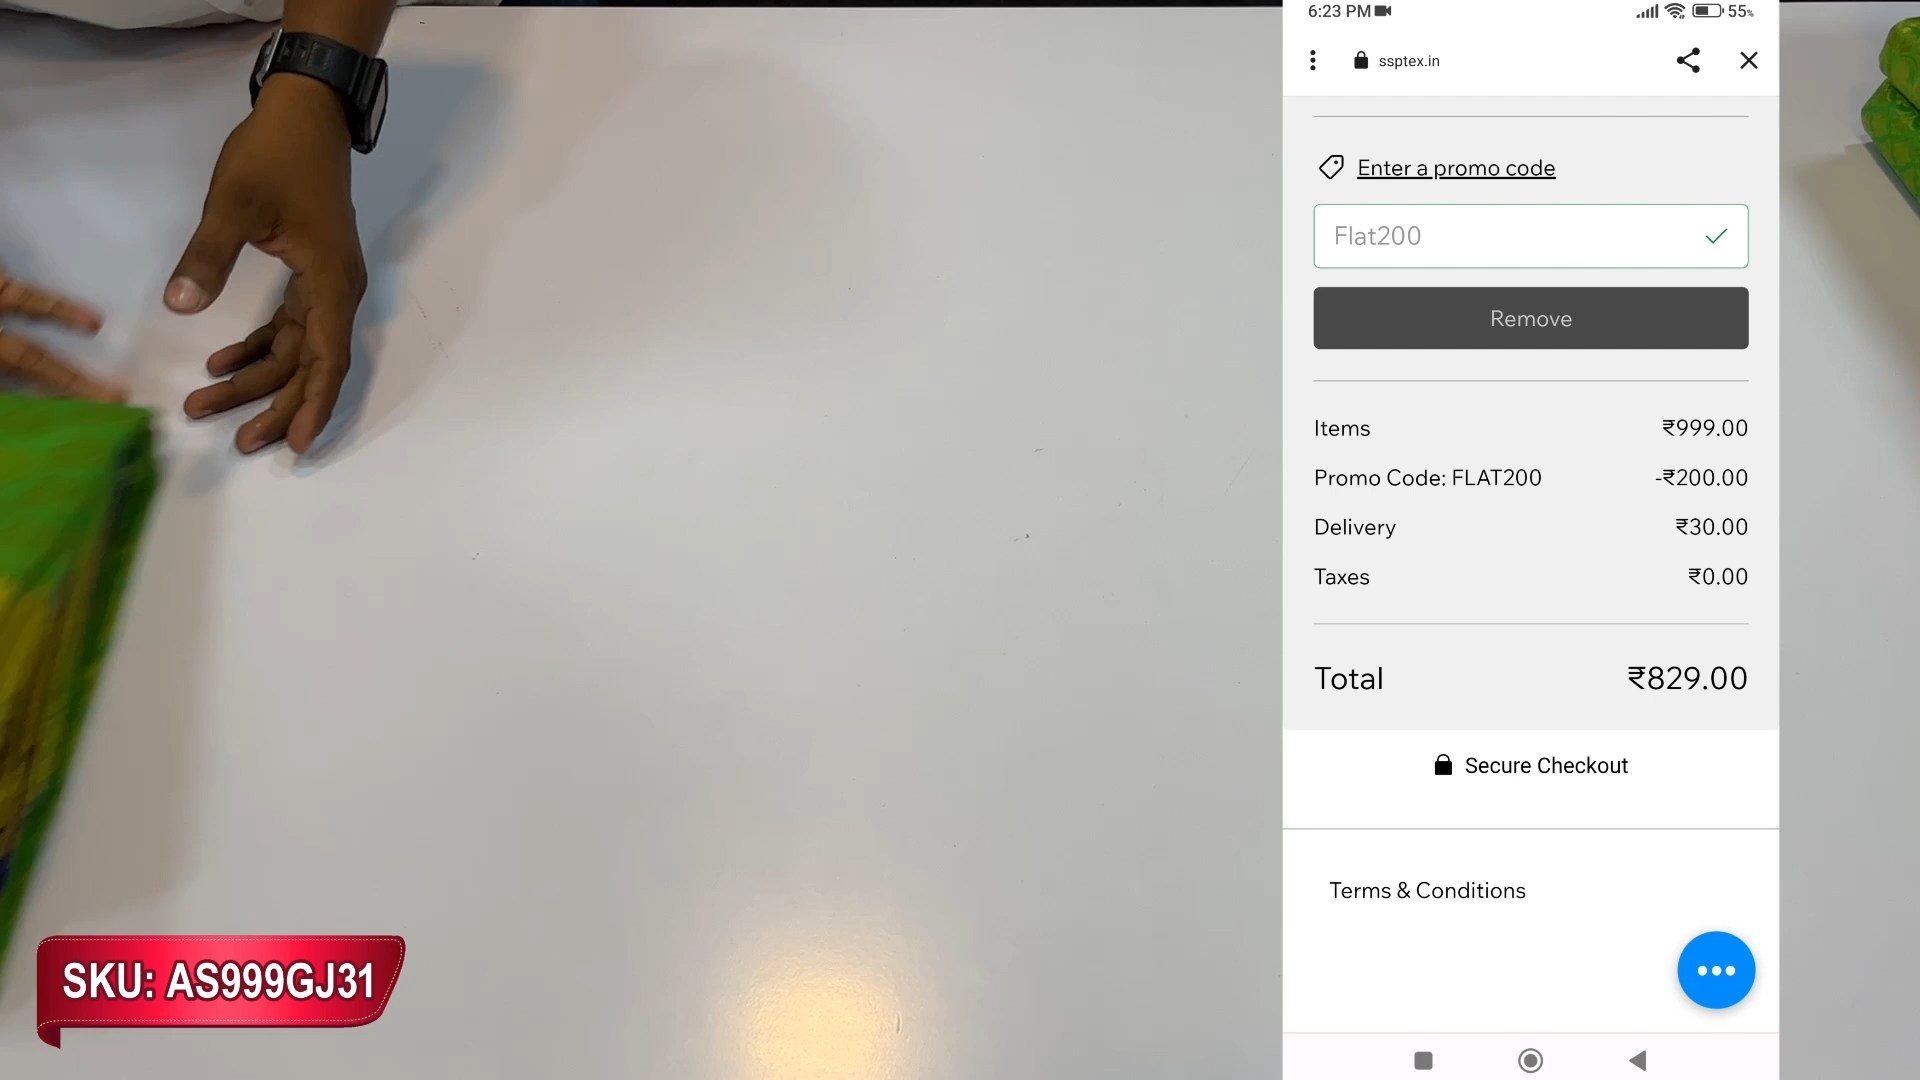 6:23 PM
55%
ssptex.in
Enter a promo code
Flat200
Remove
Items ₹999.00
Promo Code: FLAT200 -₹200.00
Delivery ₹30.00
Taxes ₹0.00
Total ₹829.00
Secure Checkout
Terms & Conditions
SKU: AS999GJ31